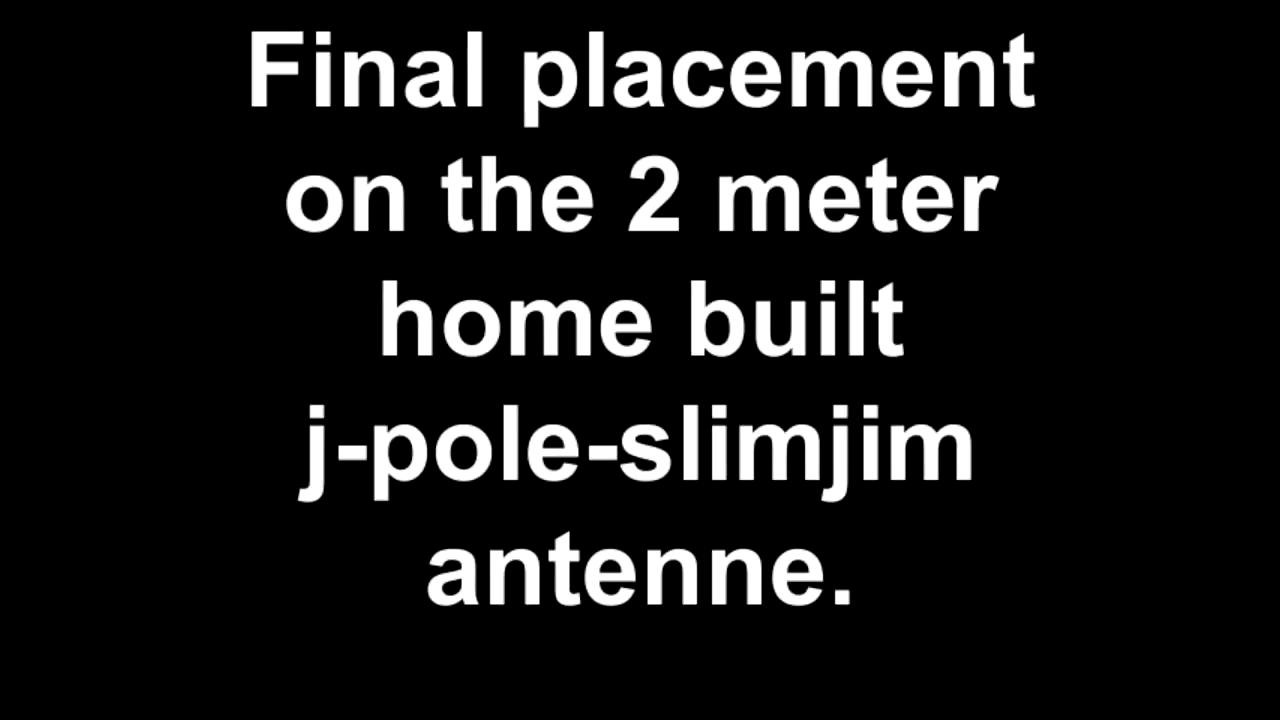 Final placement
on the 2 meter
home built
j-pole-slimjim
antenne.